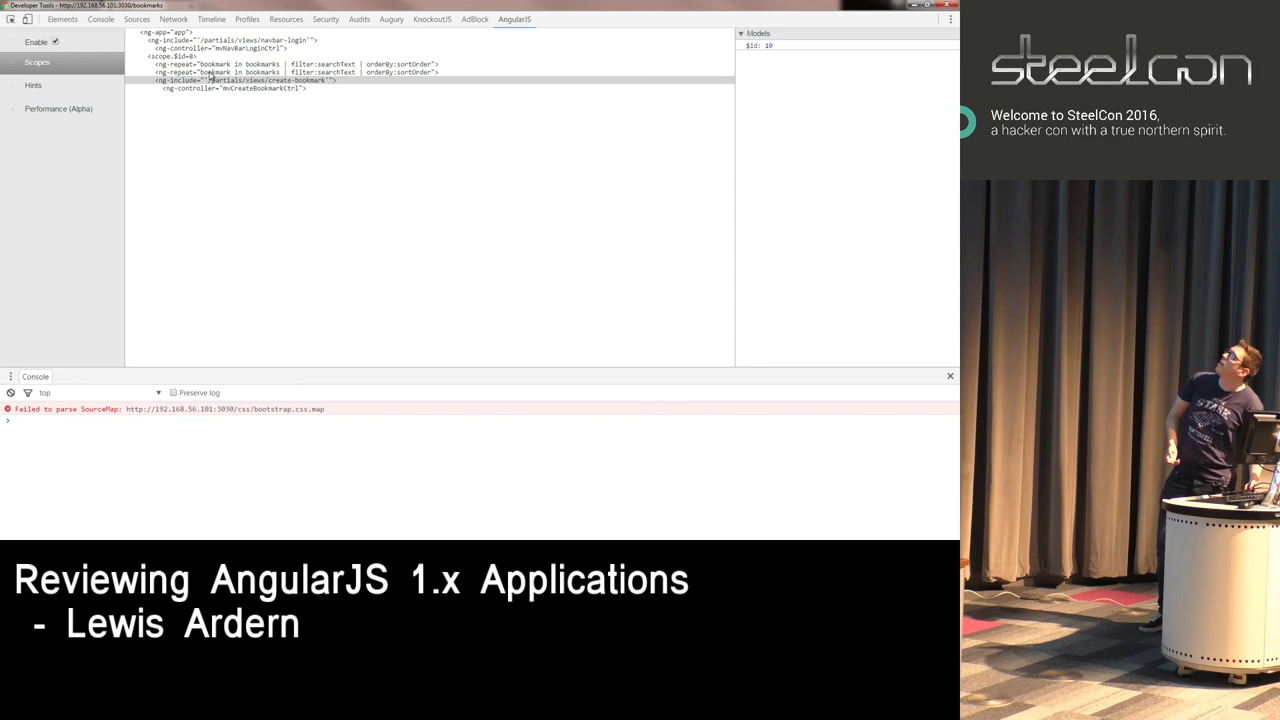 Developer Tools - http://192.168.56.101:3030/bookmarks
Elements Console Sources Network Timeline Profiles Resources Security Audits Augury KnockoutJS AdBlock AngularJS
Enable
Scopes
Hints
Performance (Alpha)
<ng-app="app">
<ng-include="'/partials/views/navbar-login'">
<ng-controller="mvNavBarLoginCtrl">
<scope.$id=8>
<ng-repeat="bookmark in bookmarks | filter:searchText | orderBy:sortOrder">
<ng-repeat="bookmark in bookmarks | filter:searchText | orderBy:sortOrder">
<ng-include="'/partials/views/create-bookmark'">
<ng-controller="mvCreateBookmarkCtrl">
Models
$id: 19
Console
top
Preserve log
Failed to parse SourceMap: http://192.168.56.101:3030/css/bootstrap.css.map
steelcon
Welcome to SteelCon 2016,
a hacker con with a true northern spirit.
STARK
WINTERFELL
Reviewing AngularJS 1.x Applications
- Lewis Ardern